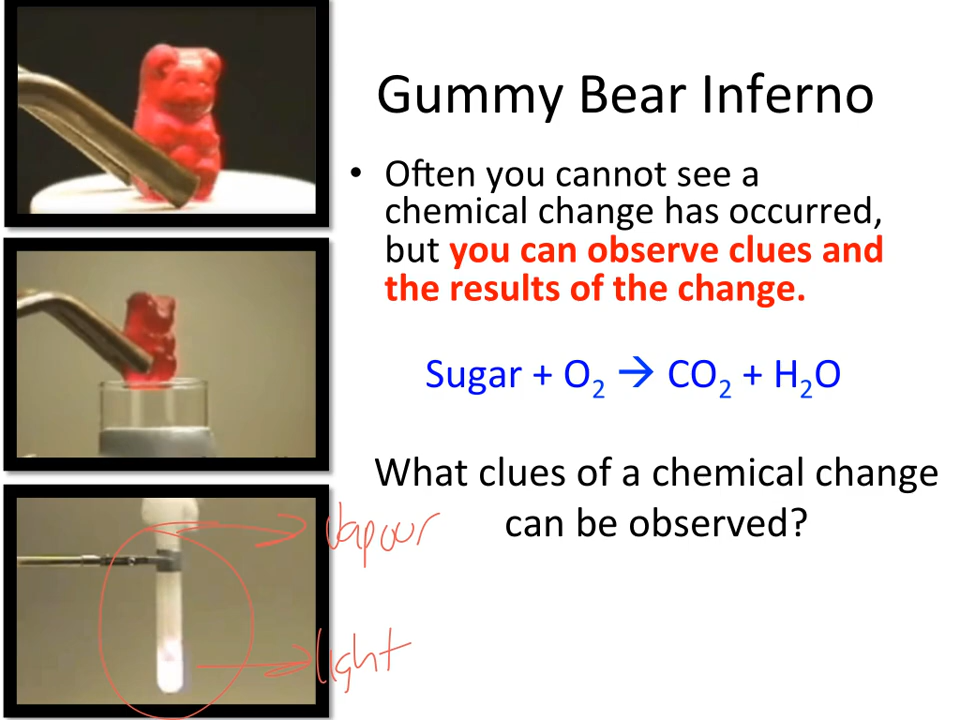 Gummy Bear Inferno
• Often you cannot see a
chemical change has occurred,
but you can observe clues and
the results of the change.
Sugar + O₂ → CO₂ + H₂O
What clues of a chemical change
can be observed?
vapour
light